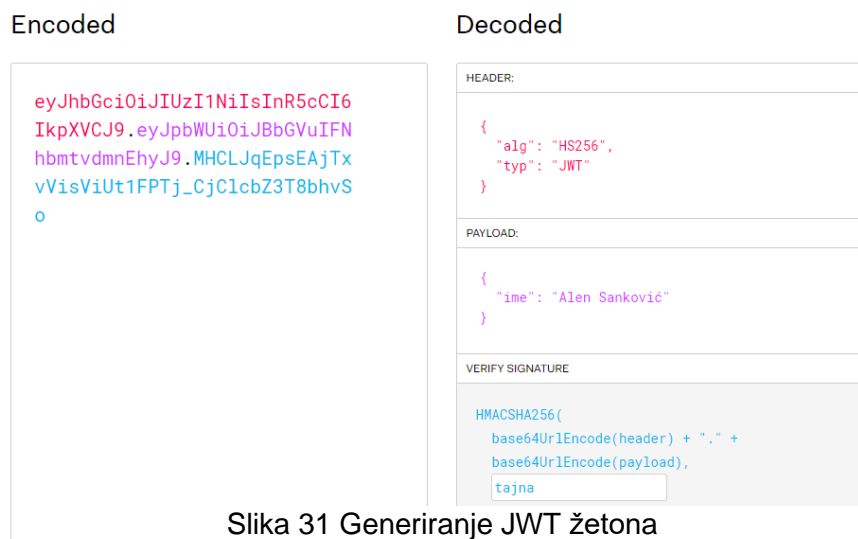 Encoded
eyJhbGciOiJIUzI1NiIsInR5cCI6
IkpXVCJ9.eyJpbWUiOiJBbGVuIFN
hbmtvdmnEhyJ9.MHCLJqEpsEAjTx
vVisViUt1FPTj_CjClcbZ3T8bhvS
o
Decoded
HEADER:
{
"alg": "HS256",
"typ": "JWT"
}
PAYLOAD:
{
"ime": "Alen Sanković"
}
VERIFY SIGNATURE
HMACSHA256(
base64UrlEncode(header) + "." +
base64UrlEncode(payload),
tajna
Slika 31 Generiranje JWT žetona